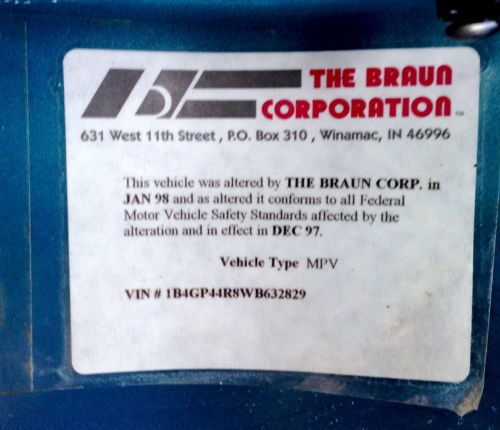 THE BRAUN
CORPORATION™
631 West 11th Street , P.O. Box 310 , Winamac, IN 46996
This vehicle was altered by THE BRAUN CORP. in
JAN 98 and as altered it conforms to all Federal
Motor Vehicle Safety Standards affected by the
alteration and in effect in DEC 97.
Vehicle Type MPV
VIN # 1B4GP44R8WB632829